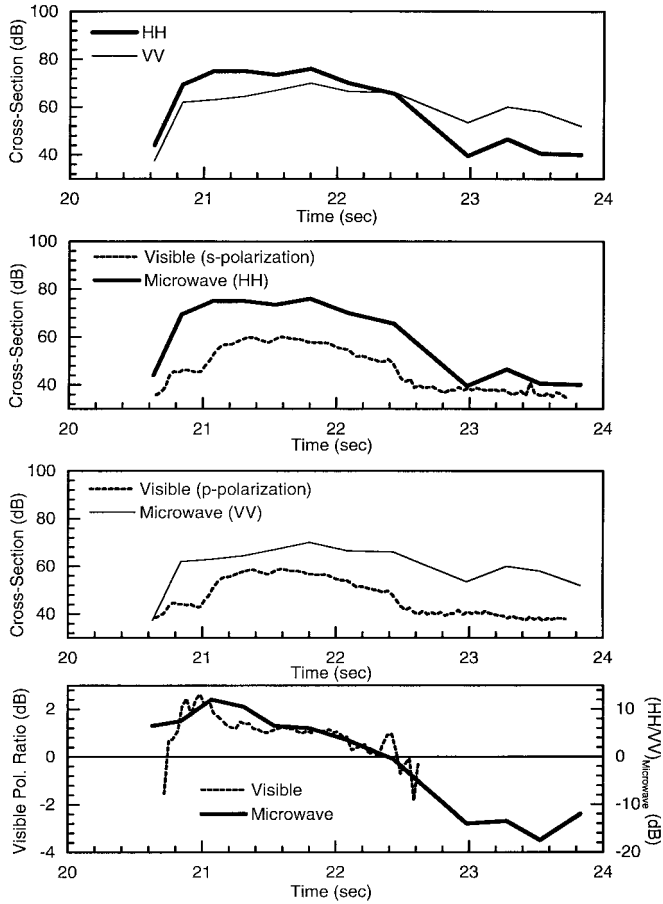 100
80
60
40
Cross-Section (dB)
HH
VV
20 21 22 23 24
Time (sec)
100
80
60
40
Cross-Section (dB)
Visible (s-polarization)
Microwave (HH)
20 21 22 23 24
Time (sec)
100
80
60
40
Cross-Section (dB)
Visible (p-polarization)
Microwave (VV)
20 21 22 23 24
Time (sec)
2
0
-2
-4
Visible Pol. Ratio (dB)
Visible
Microwave
10
0
-10
-20
(HH/VV)Microwave (dB)
20 21 22 23 24
Time (sec)